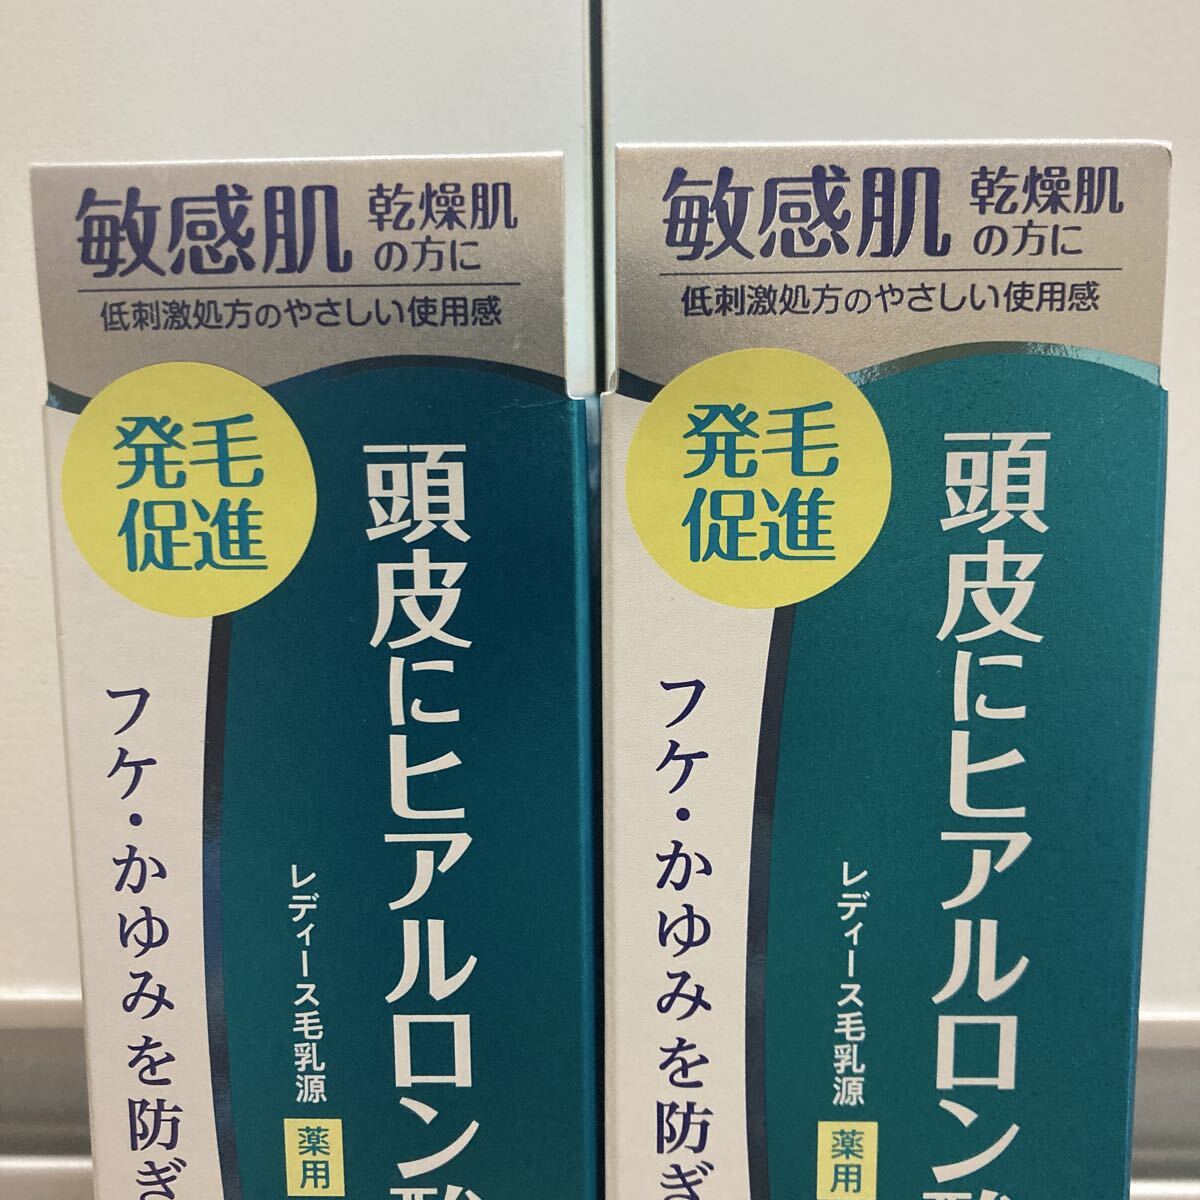 敏感肌 乾燥肌の方に
低刺激処方のやさしい使用感
発毛
促進
頭皮にヒアルロン酸
レディース毛乳源
薬用
フケ・かゆみを防ぎ
敏感肌 乾燥肌の方に
低刺激処方のやさしい使用感
発毛
促進
頭皮にヒアルロン酸
レディース毛乳源
薬用
フケ・かゆみを防ぎ